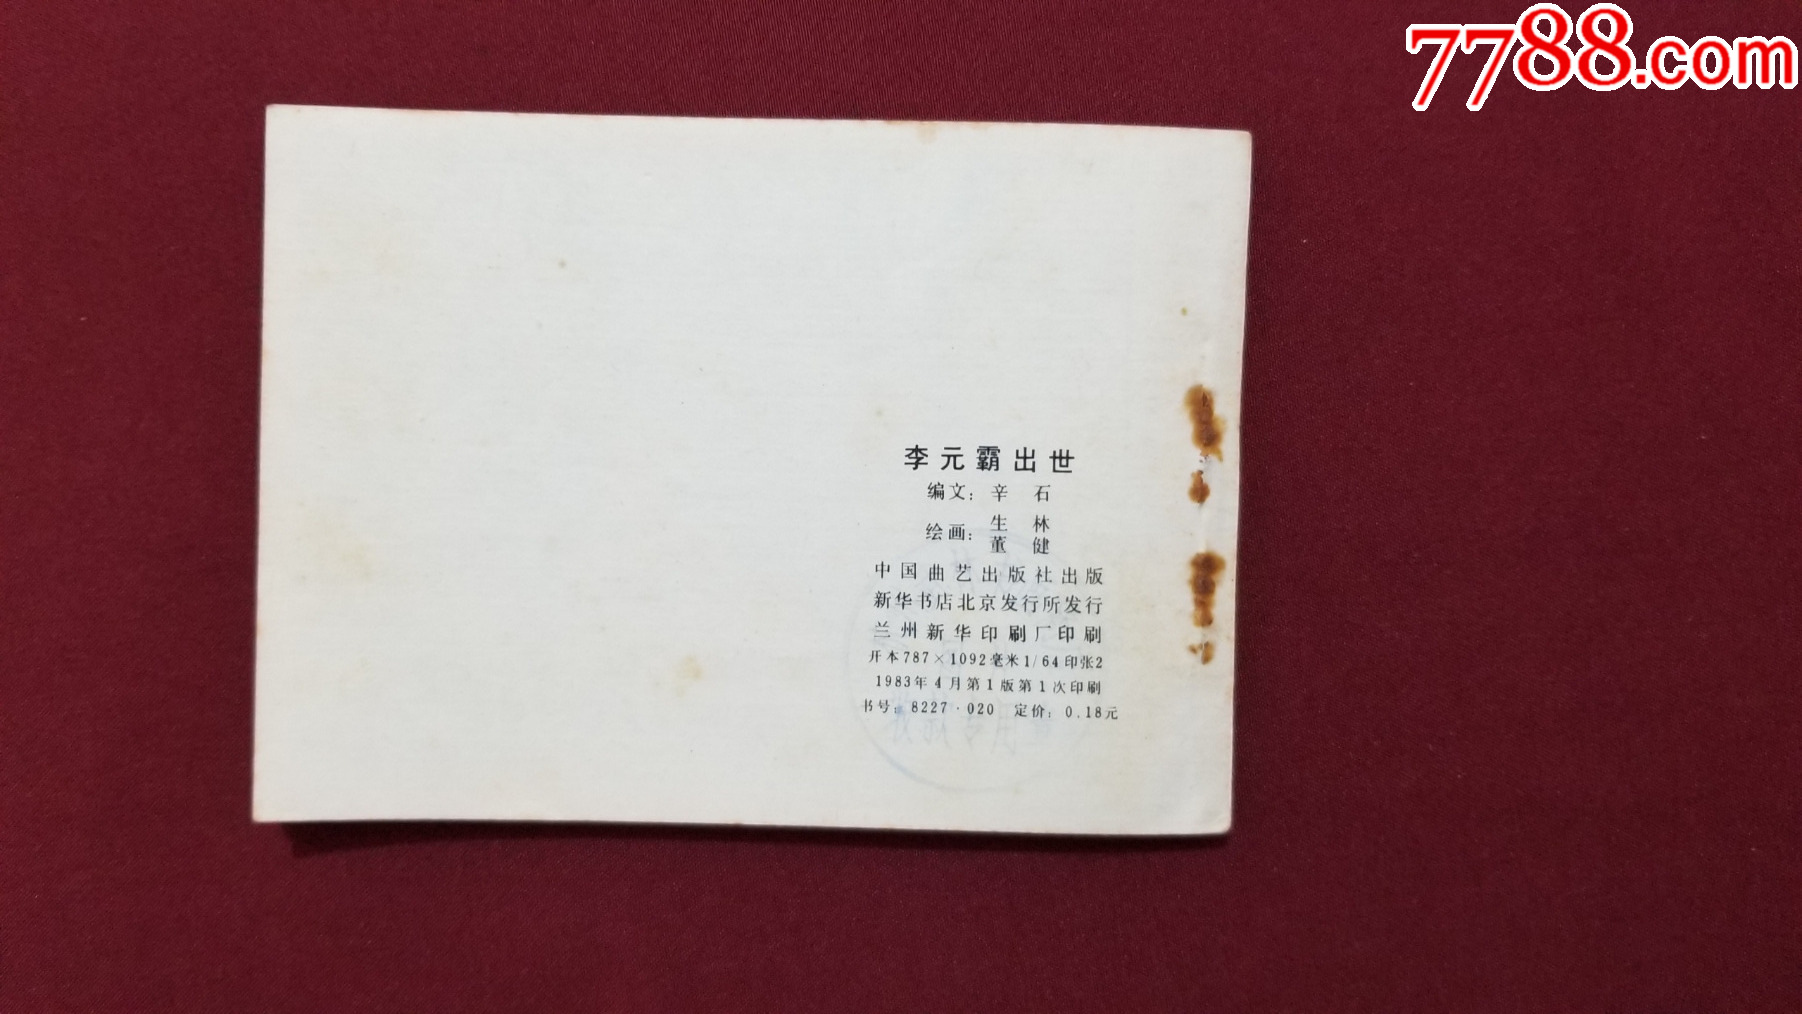 7788.com
李元霸出世
编文：辛 石
绘画：生 林
董 健
中国曲艺出版社出版
新华书店北京发行所发行
兰州新华印刷厂印刷
开本787×1092毫米1/64印张2
1983年4月第1版第1次印刷
书号：8227·020 定价：0.18元